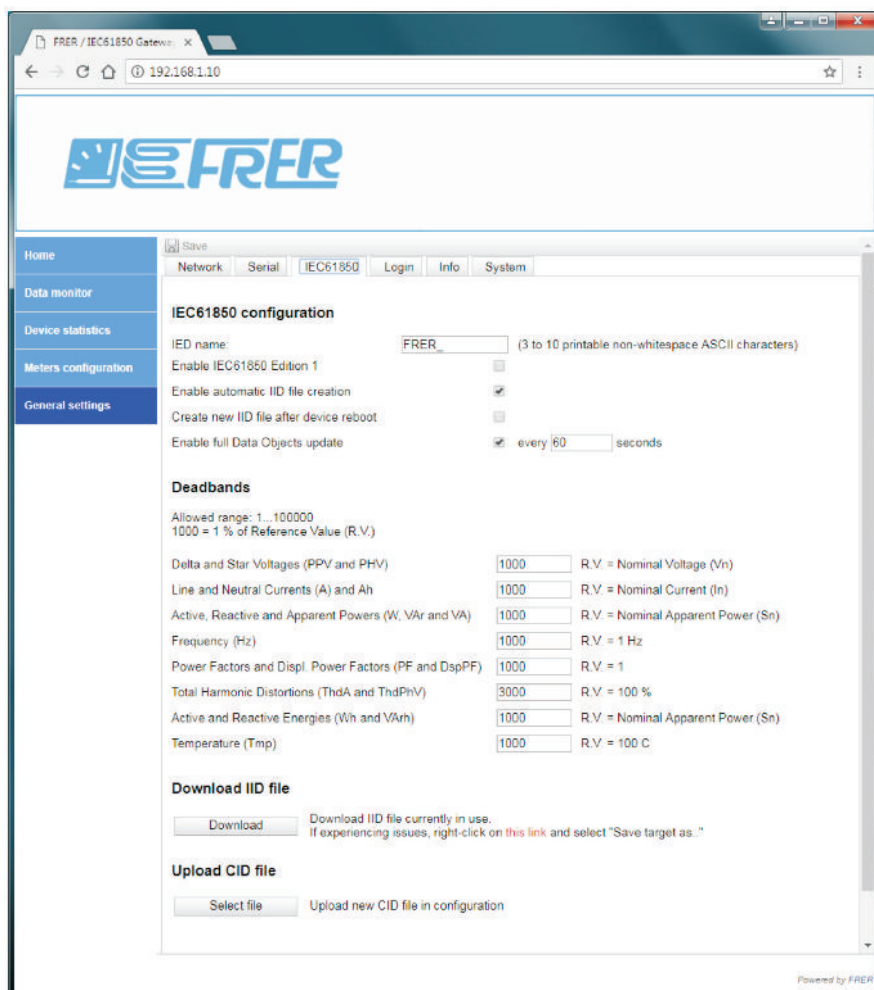 FRER / IEC61850 Gatewa
192.168.1.10
FRER
Home
Data monitor
Device statistics
Meters configuration
General settings
Save
Network Serial IEC61850 Login Info System
IEC61850 configuration
IED name: FRER_ (3 to 10 printable non-whitespace ASCII characters)
Enable IEC61850 Edition 1
Enable automatic IID file creation
Create new IID file after device reboot
Enable full Data Objects update every 60 seconds
Deadbands
Allowed range: 1...100000
1000 = 1 % of Reference Value (R.V.)
Delta and Star Voltages (PPV and PHV) 1000 R.V. = Nominal Voltage (Vn)
Line and Neutral Currents (A) and Ah 1000 R.V. = Nominal Current (In)
Active, Reactive and Apparent Powers (W, VAr and VA) 1000 R.V. = Nominal Apparent Power (Sn)
Frequency (Hz) 1000 R.V. = 1 Hz
Power Factors and Displ. Power Factors (PF and DspPF) 1000 R.V = 1
Total Harmonic Distortions (ThdA and ThdPhV) 3000 R.V. = 100 %
Active and Reactive Energies (Wh and VArh) 1000 R.V. = Nominal Apparent Power (Sn)
Temperature (Tmp) 1000 R.V. = 100 C
Download IID file
Download Download IID file currently in use.
If experiencing issues, right-click on this link and select "Save target as.."
Upload CID file
Select file Upload new CID file in configuration
Powered by FRER